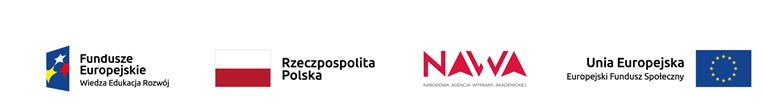 Fundusze
Europejskie
Wiedza Edukacja Rozwój
Rzeczpospolita
Polska
NAWA
NARODOWA AGENCJA WYMIANY AKADEMICKIEJ
Unia Europejska
Europejski Fundusz Społeczny